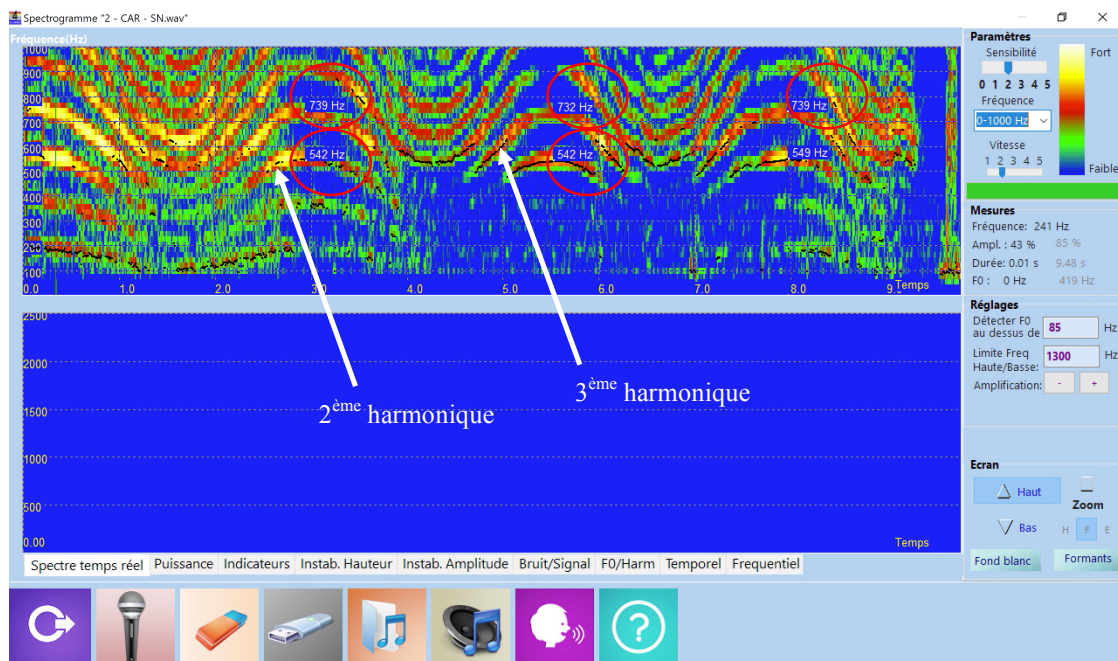 Spectrogramme "2 - CAR - SN.wav"
Fréquence(Hz)
1000
900
800
700
600
500
400
300
200
100
739 Hz
732 Hz
739 Hz
542 Hz
542 Hz
549 Hz
0.0 1.0 2.0 3.0 4.0 5.0 6.0 7.0 8.0 9. Temps
2500
2000
1500
1000
500
0.00
Temps
2ème harmonique
3ème harmonique
Spectre temps réel Puissance Indicateurs Instab. Hauteur Instab. Amplitude Bruit/Signal F0/Harm Temporel Frequentiel
Paramètres
Sensibilité
0 1 2 3 4 5
Fréquence
0-1000 Hz
Vitesse
1 2 3 4 5
Fort
Faible
Mesures
Fréquence: 241 Hz
Ampl. : 43 % 85 %
Durée: 0.01 s 9.48 s
F0 : 0 Hz 419 Hz
Réglages
Détecter F0
au dessus de 85 Hz
Limite Freq
Haute/Basse: 1300 Hz
Amplification: - +
Ecran
Haut
Zoom
Bas
H F E
Fond blanc Formants
?